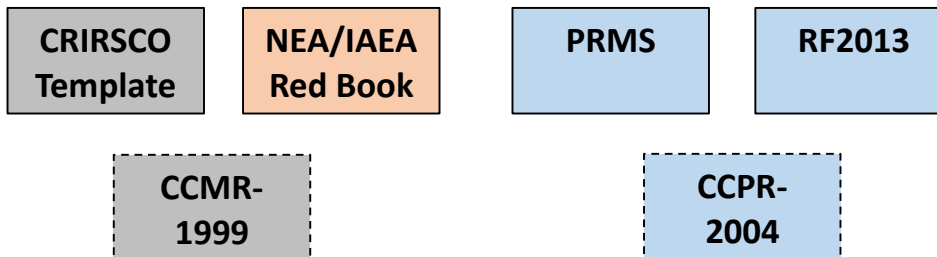 CRIRSCO
Template
NEA/IAEA
Red Book
PRMS
RF2013
CCMR-
1999
CCPR-
2004